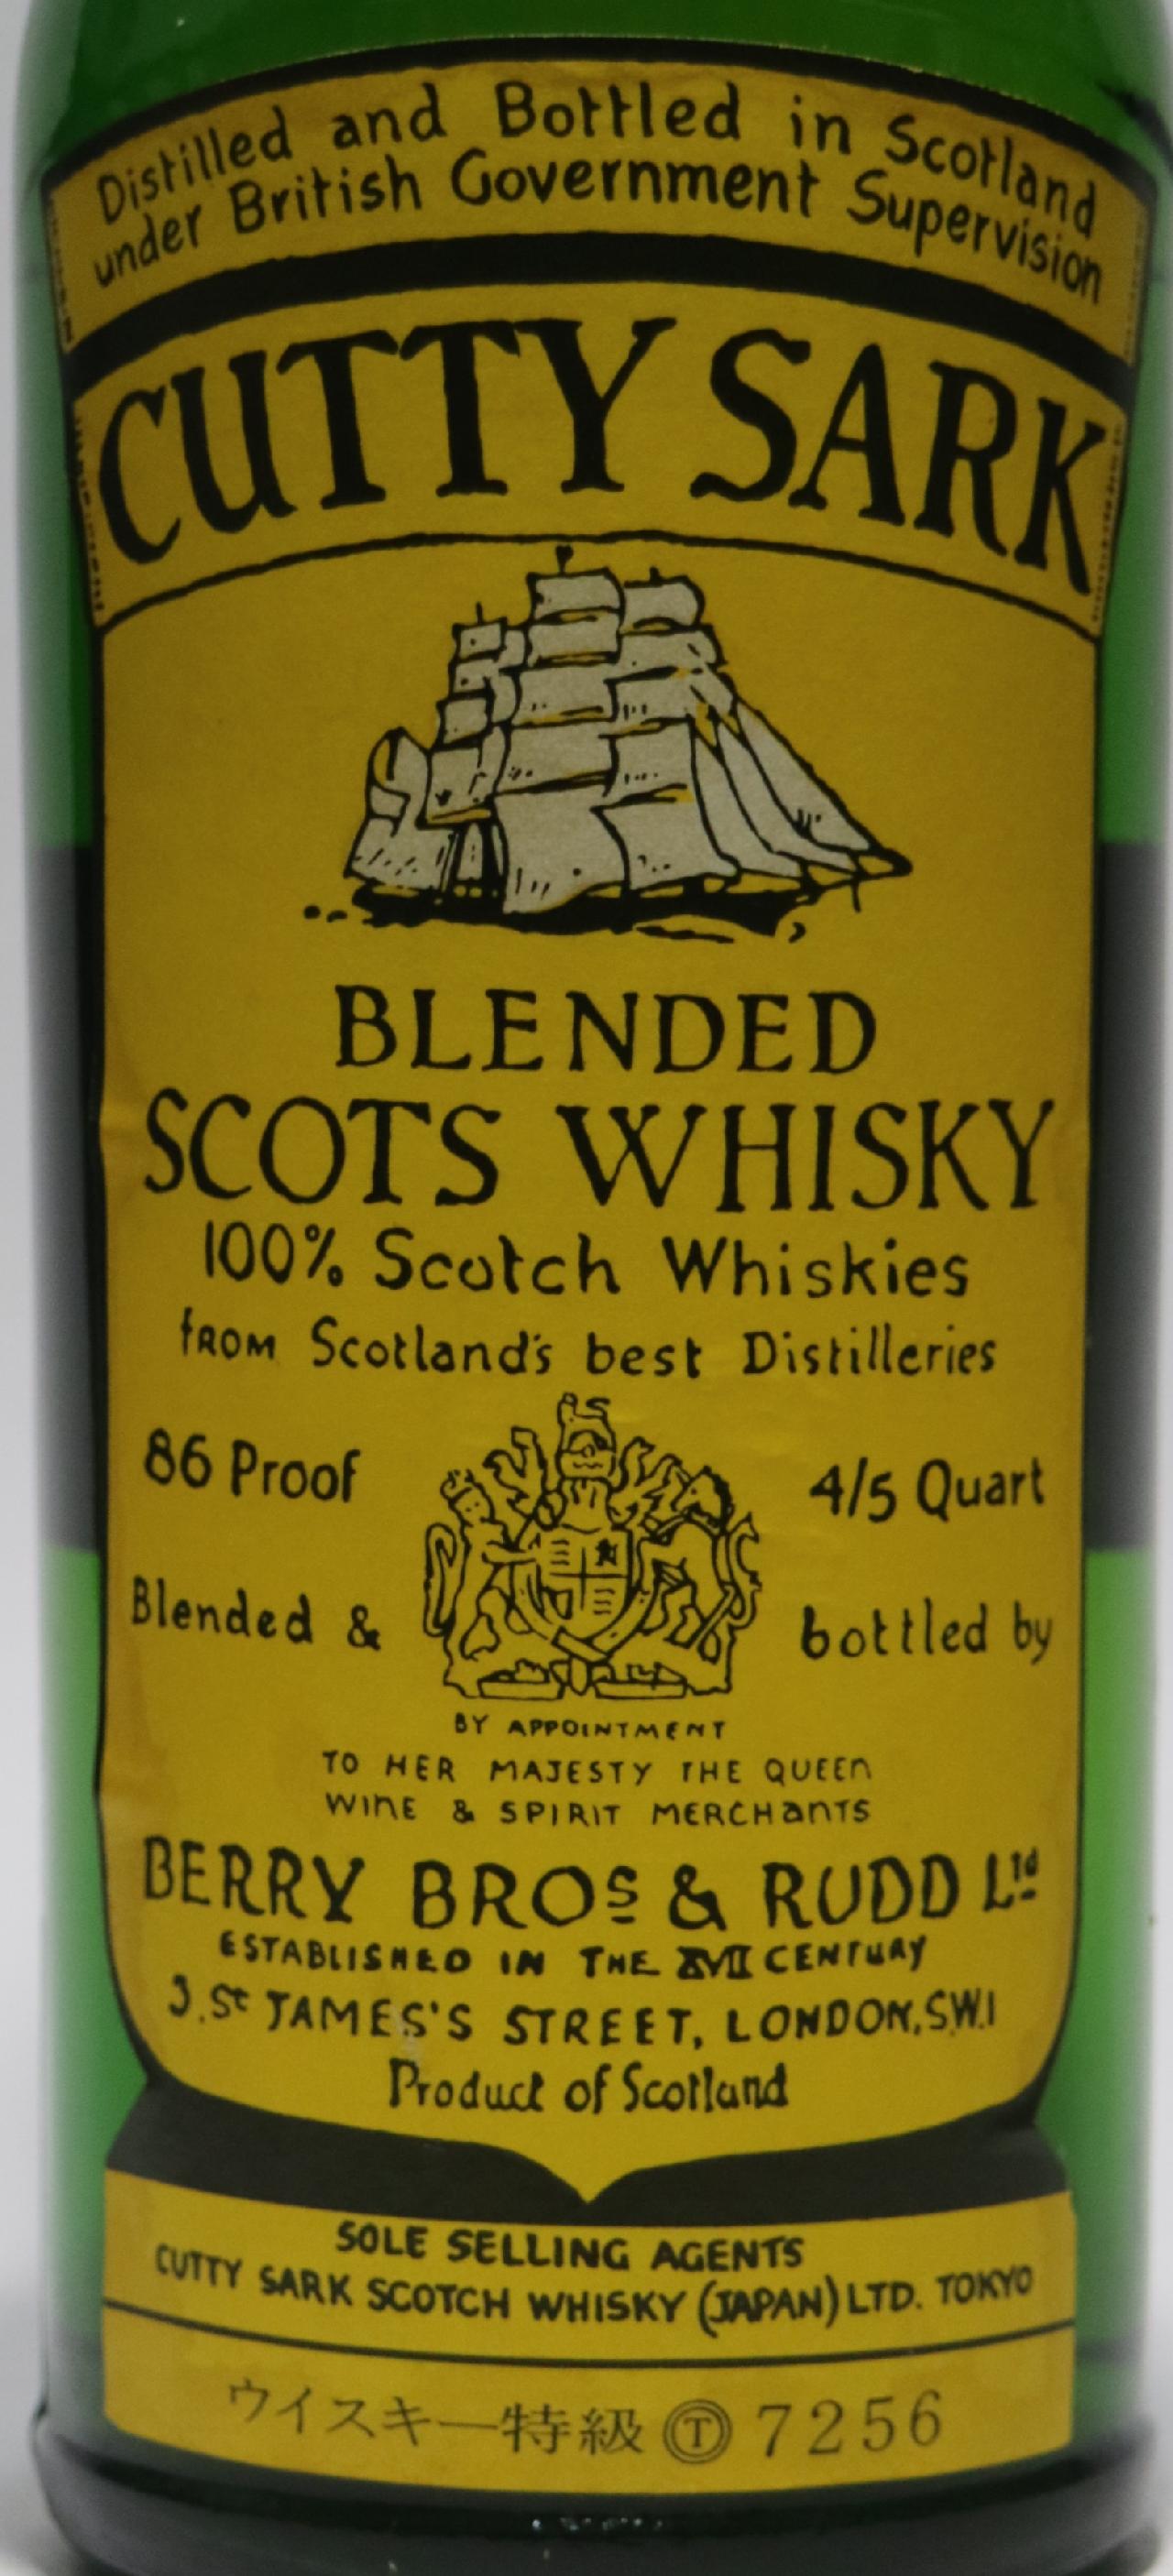 Distilled and Bottled in Scotland
under British Government Supervision
CUTTY SARK
BLENDED
SCOTS WHISKY
100% Scotch Whiskies
from Scotland's best Distilleries
86 Proof
4/5 Quart
Blended & bottled by
BY APPOINTMENT
TO HER MAJESTY THE QUEEN
WINE & SPIRIT MERCHANTS
BERRY BROS & RUDD Ltd
ESTABLISHED IN THE XVII CENTURY
3, St JAMES'S STREET, LONDON, S.W.1
Product of Scotland
SOLE SELLING AGENTS
CUTTY SARK SCOTCH WHISKY (JAPAN) LTD. TOKYO
ウイスキー特級 Ⓣ 7256